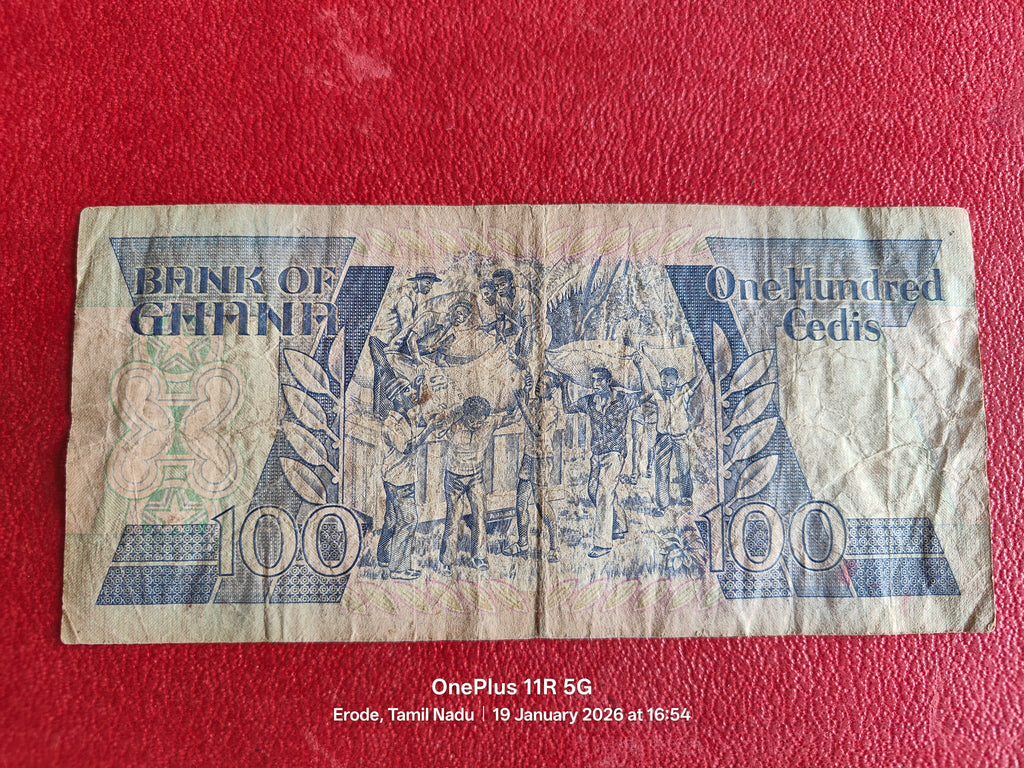 BANK OF
GHANA
One Hundred
Cedis
100
100
OnePlus 11R 5G
Erode, Tamil Nadu | 19 January 2026 at 16:54